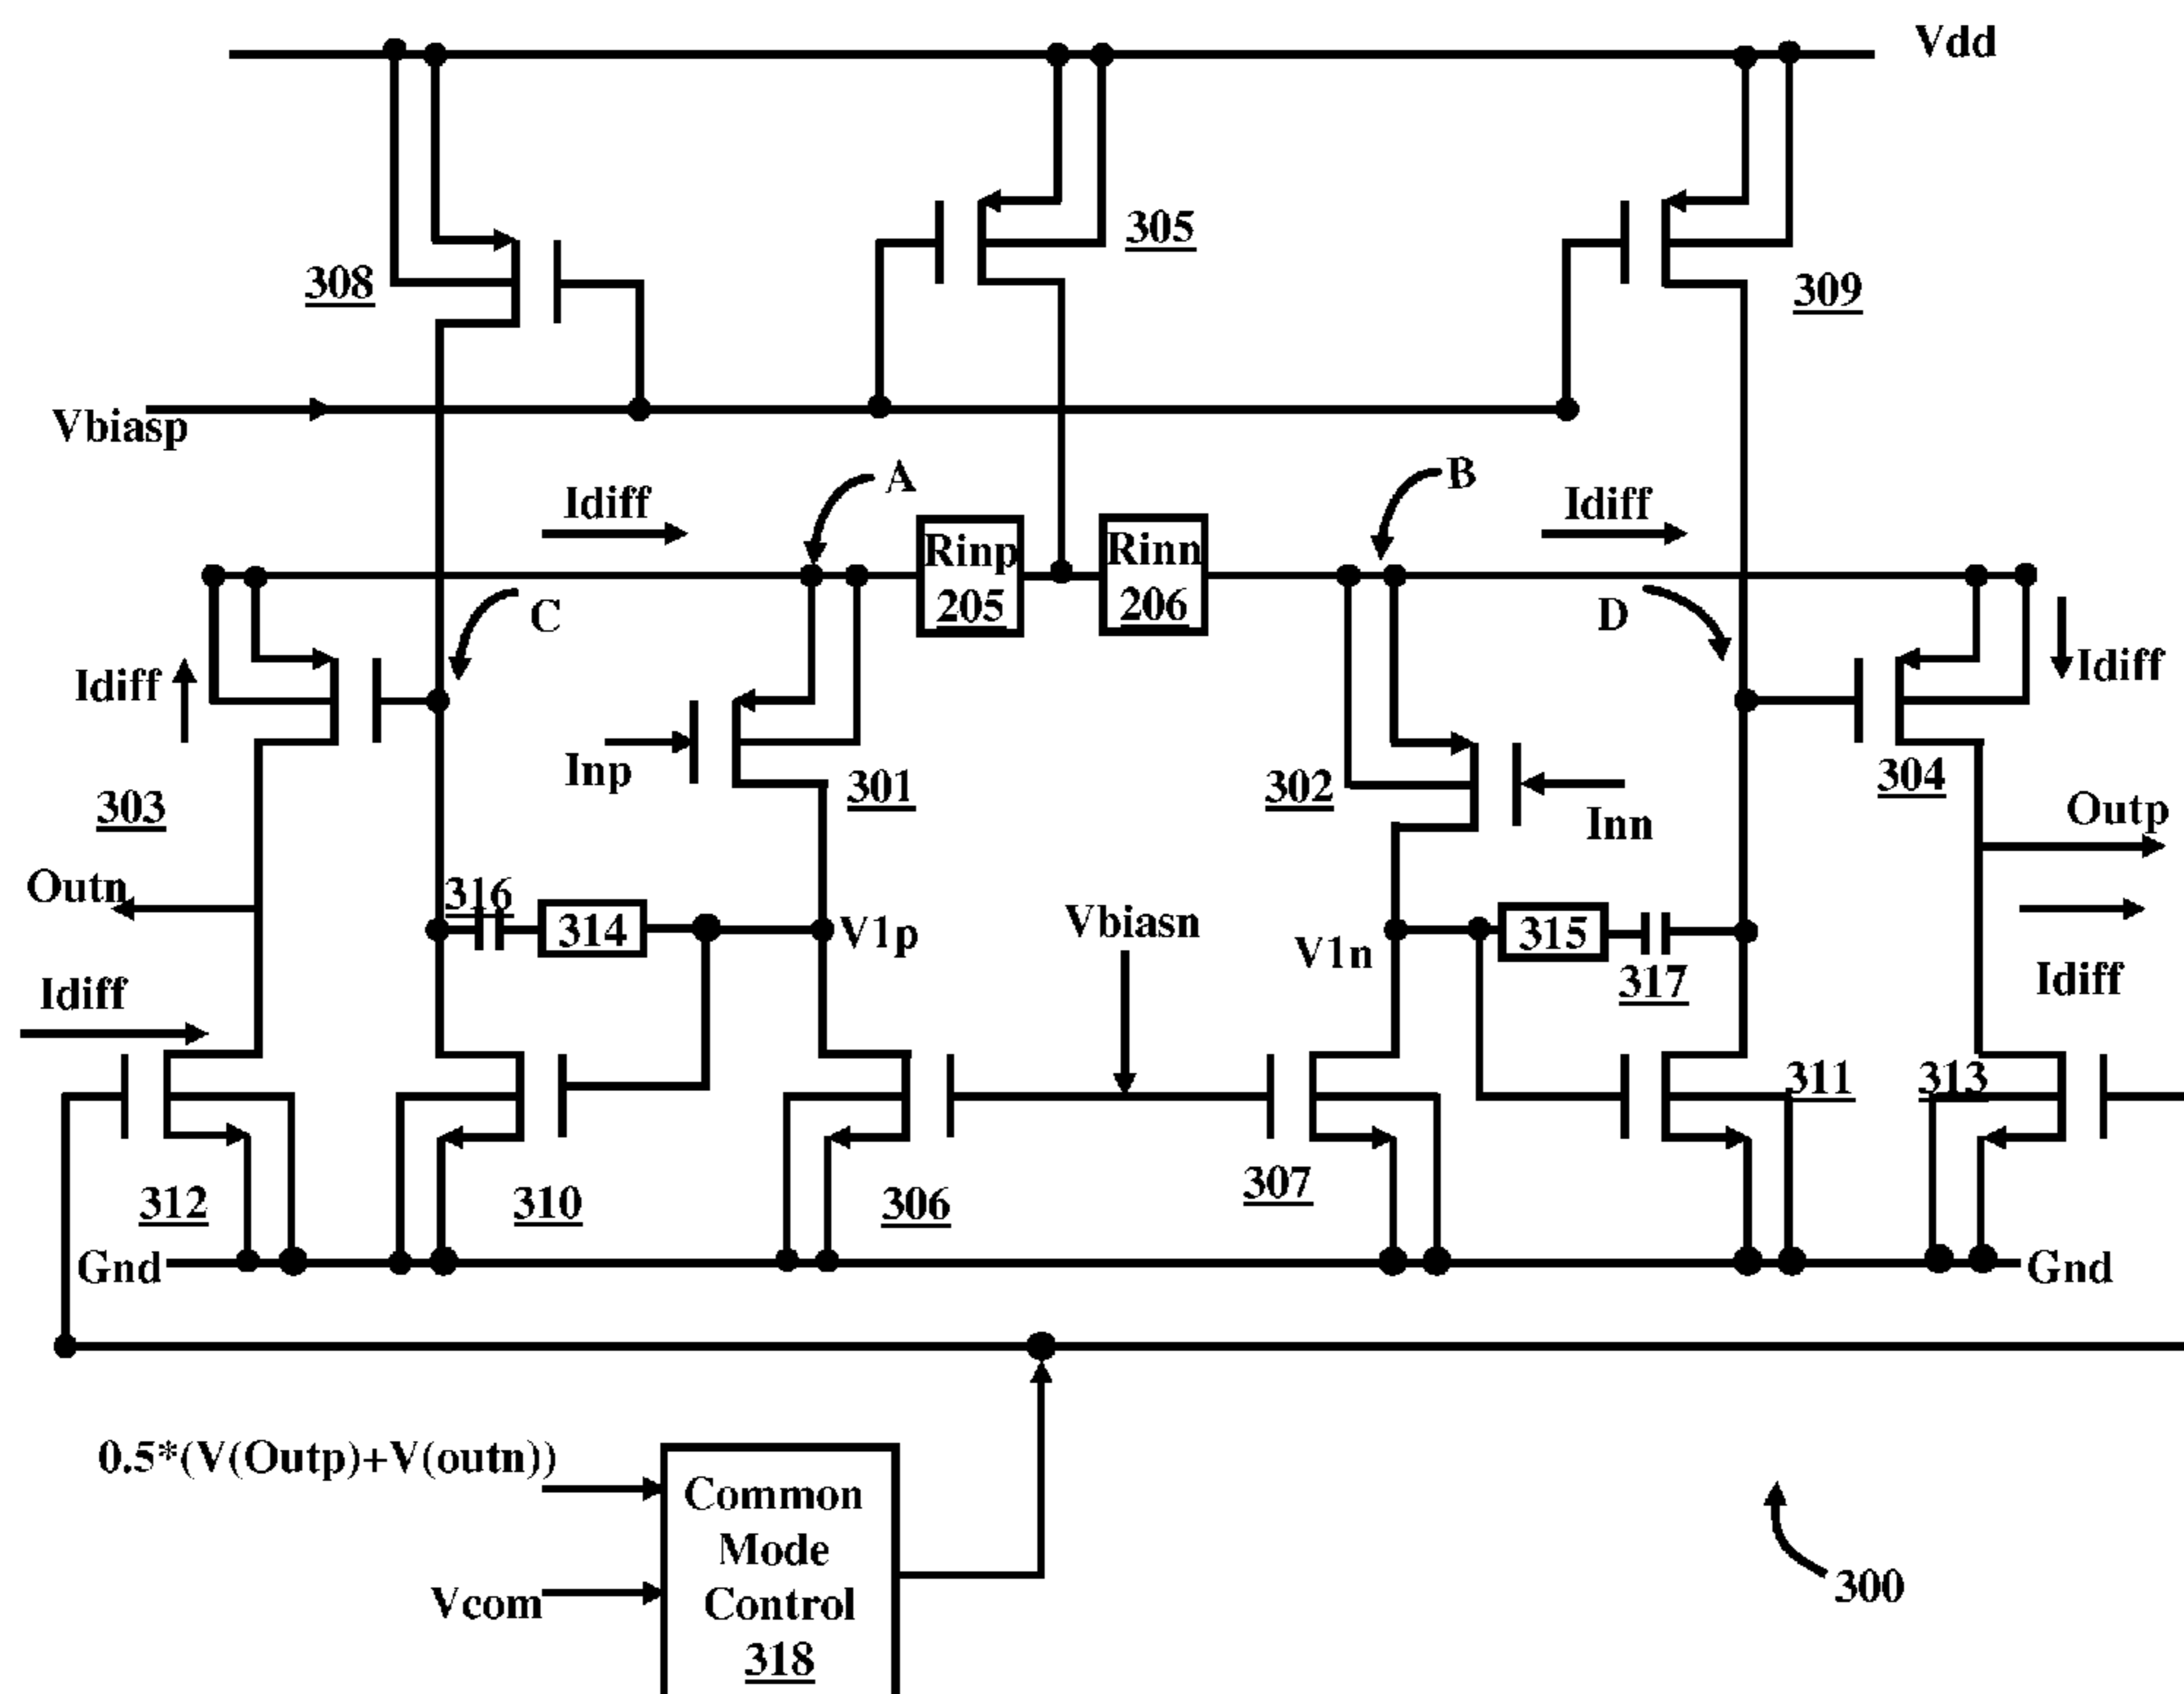 Vdd
305
308
309
Vbiasp
A
B
Idiff
Idiff
Rinp
205
Rinn
206
C
D
Idiff
Idiff
Inp
301
302
304
303
Inn
Outp
Outn
316
314
V1p
Vbiasn
V1n
315
317
Idiff
Idiff
311
313
312
310
306
307
Gnd
Gnd
0.5*(V(Outp)+V(outn))
Common
Mode
Control
318
Vcom
300